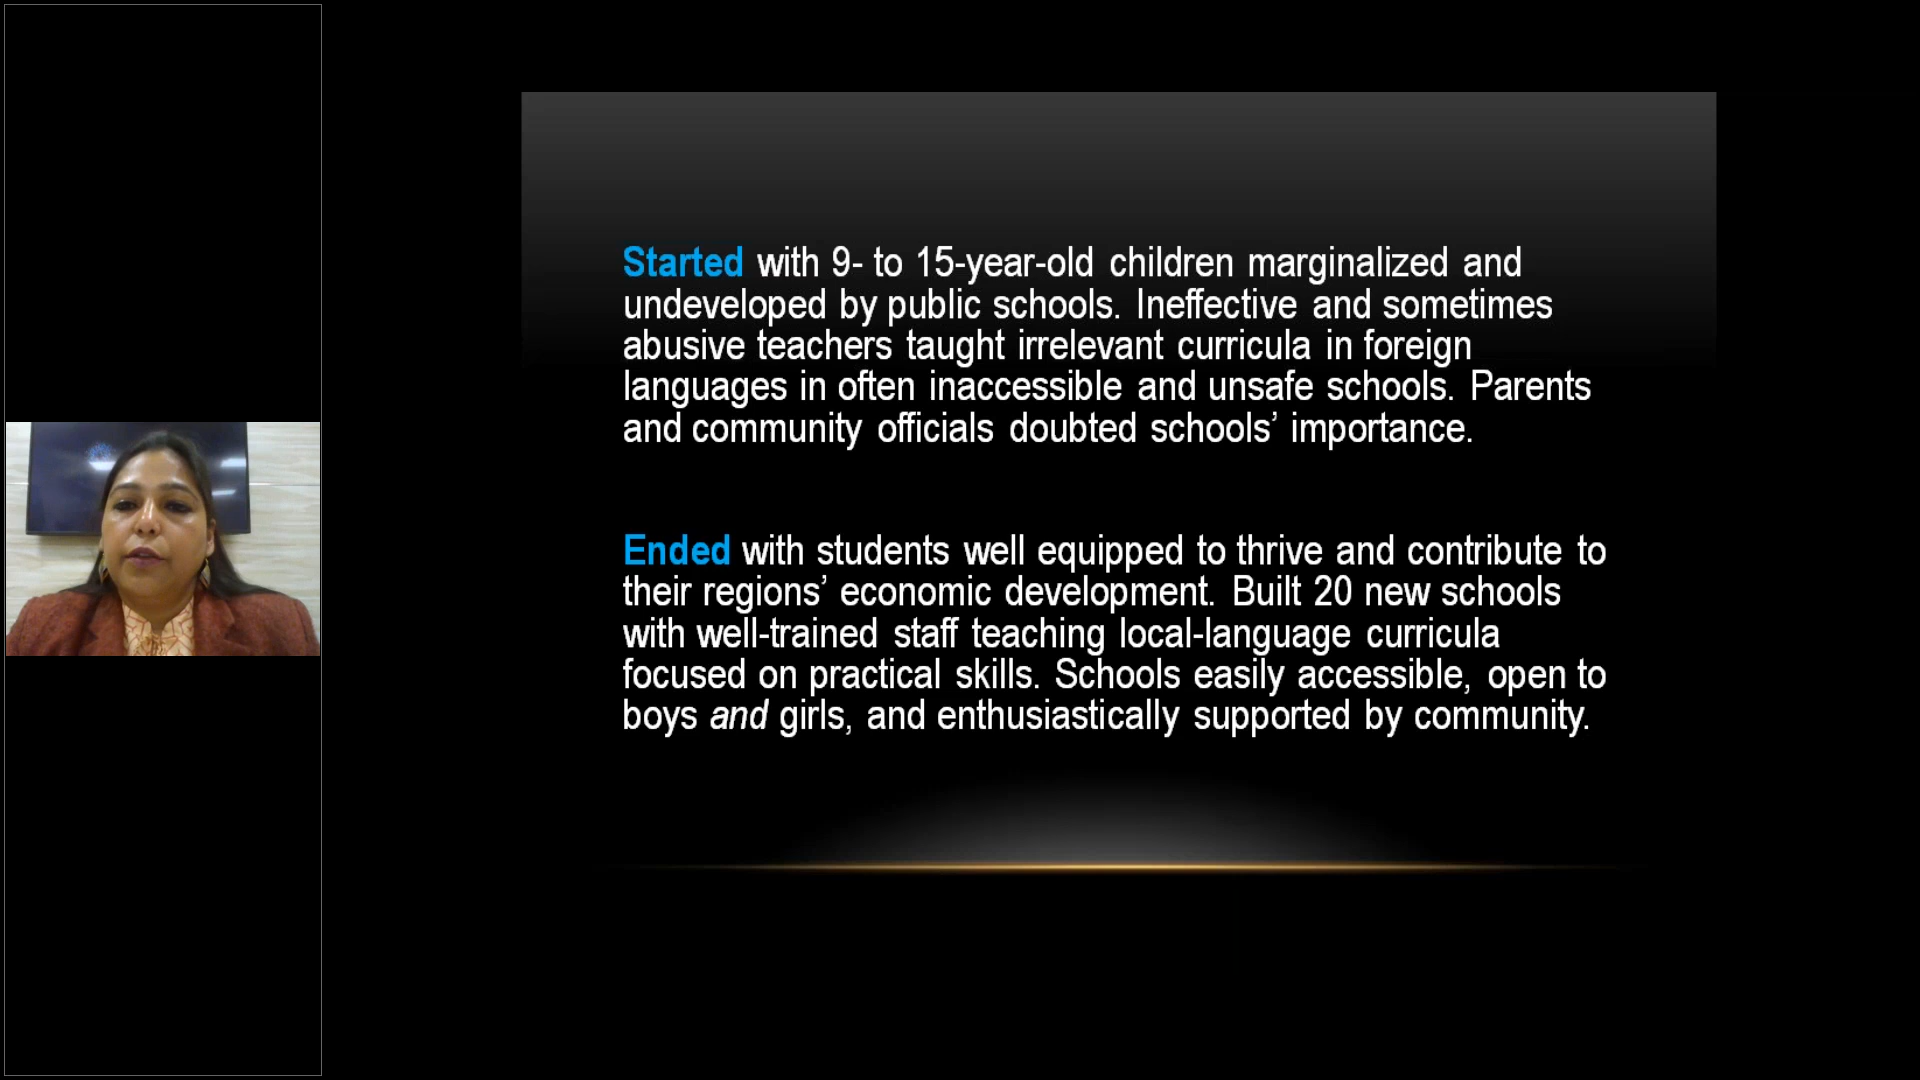 Started with 9- to 15-year-old children marginalized and
undeveloped by public schools. Ineffective and sometimes
abusive teachers taught irrelevant curricula in foreign
languages in often inaccessible and unsafe schools. Parents
and community officials doubted schools’ importance.
Ended with students well equipped to thrive and contribute to
their regions’ economic development. Built 20 new schools
with well-trained staff teaching local-language curricula
focused on practical skills. Schools easily accessible, open to
boys and girls, and enthusiastically supported by community.